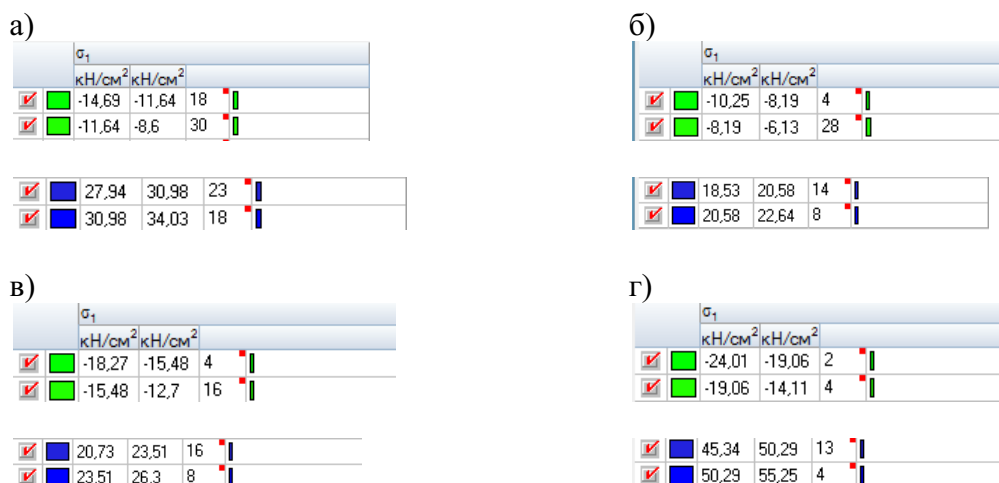 а)
σ1
кН/см² кН/см²
-14,69 -11,64 18
-11,64 -8,6 30
27,94 30,98 23
30,98 34,03 18
б)
σ1
кН/см² кН/см²
-10,25 -8,19 4
-8,19 -6,13 28
18,53 20,58 14
20,58 22,64 8
в)
σ1
кН/см² кН/см²
-18,27 -15,48 4
-15,48 -12,7 16
20,73 23,51 16
23,51 26,3 8
г)
σ1
кН/см² кН/см²
-24,01 -19,06 2
-19,06 -14,11 4
45,34 50,29 13
50,29 55,25 4